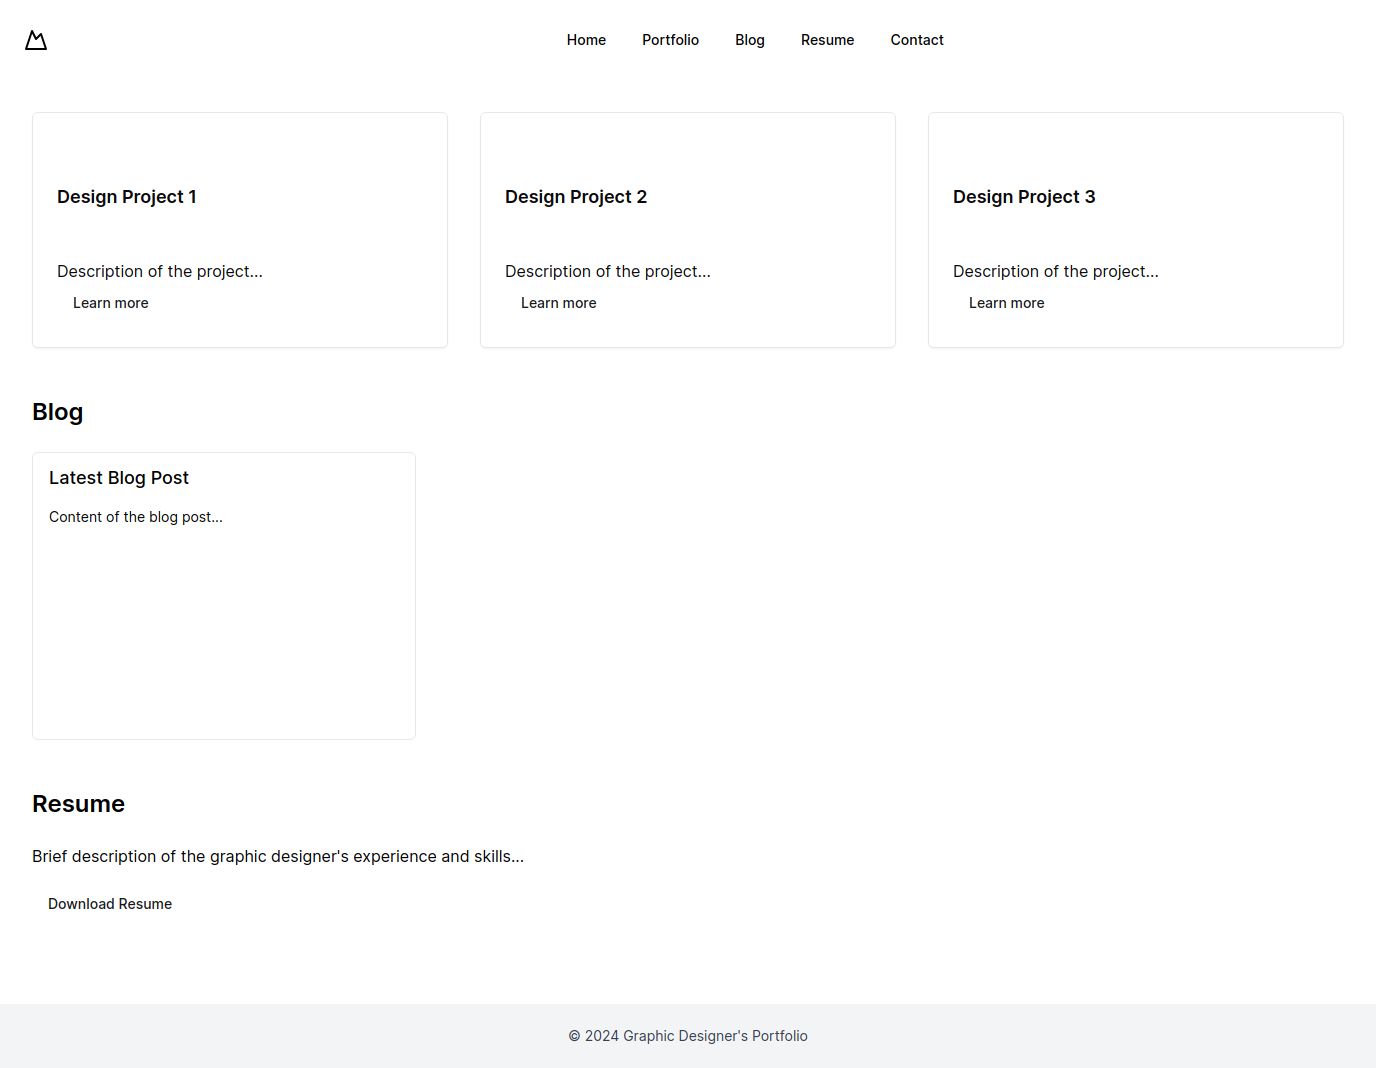 Home Portfolio Blog Resume Contact
Design Project 1
Description of the project...
Learn more
Design Project 2
Description of the project...
Learn more
Design Project 3
Description of the project...
Learn more
Blog
Latest Blog Post
Content of the blog post...
Resume
Brief description of the graphic designer's experience and skills...
Download Resume
© 2024 Graphic Designer's Portfolio